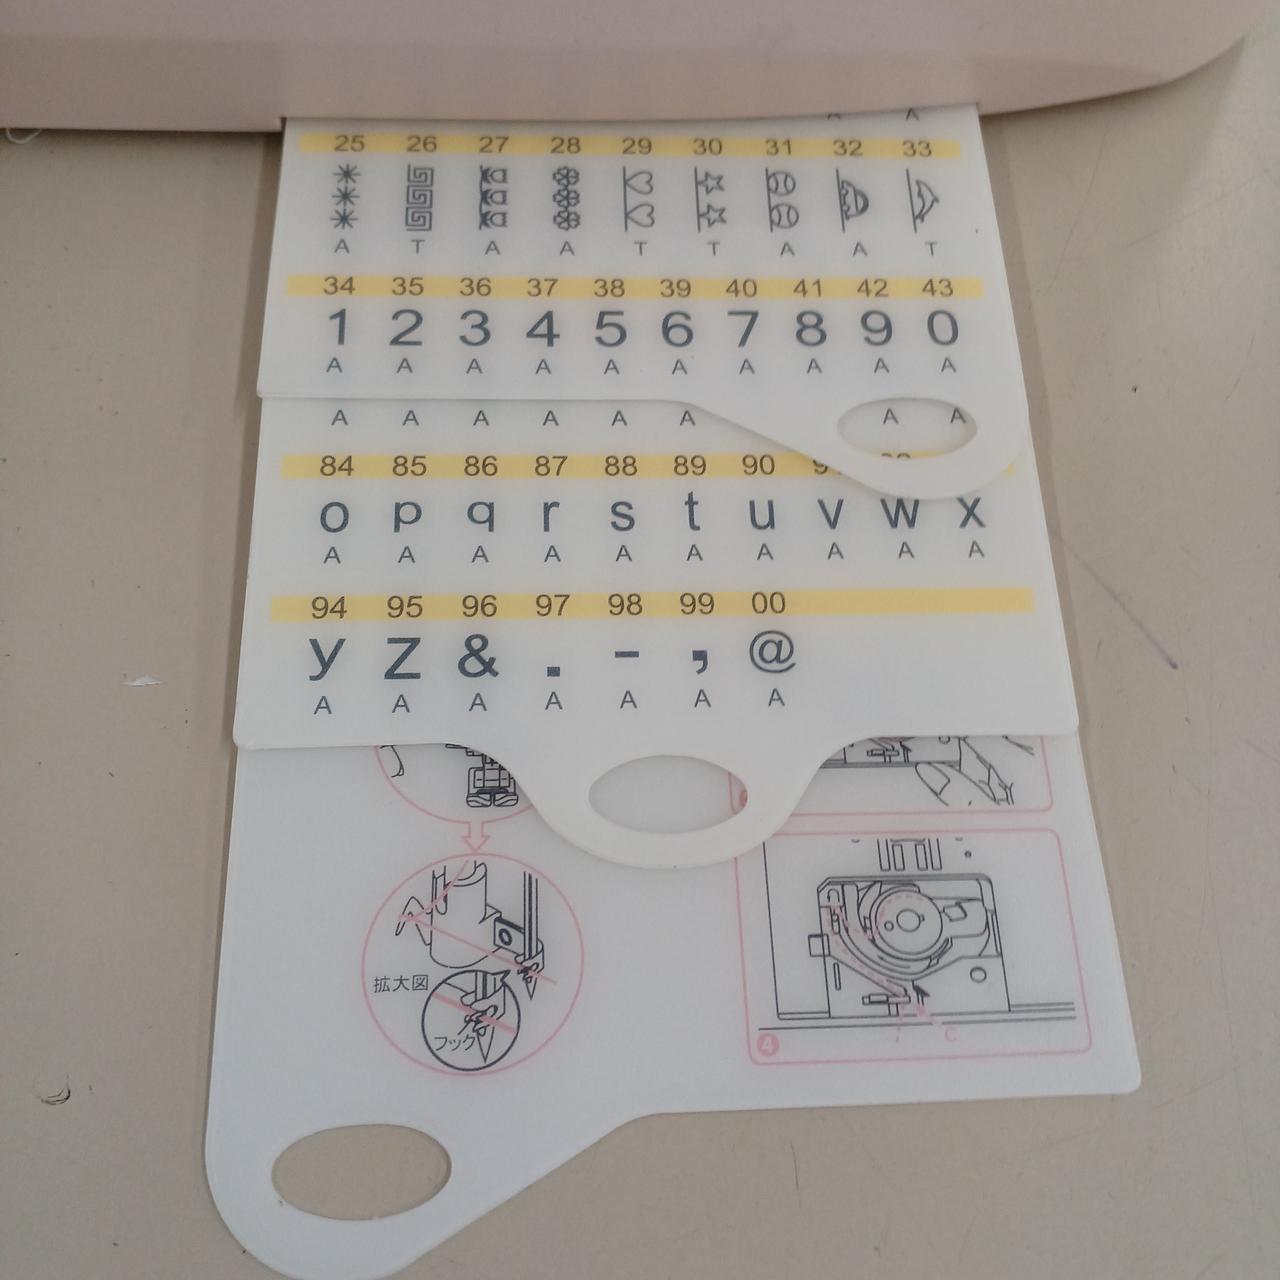 A A
25 26 27 28 29 30 31 32 33
A T A A T T A A T
34 35 36 37 38 39 40 41 42 43
1 2 3 4 5 6 7 8 9 0
A A A A A A A A A A
A A A A A A A A
84 85 86 87 88 89 90
o p q r s t u v w x
A A A A A A A A A A
94 95 96 97 98 99 00
y z & . - , @
A A A A A A A
拡大図
フック
4
C